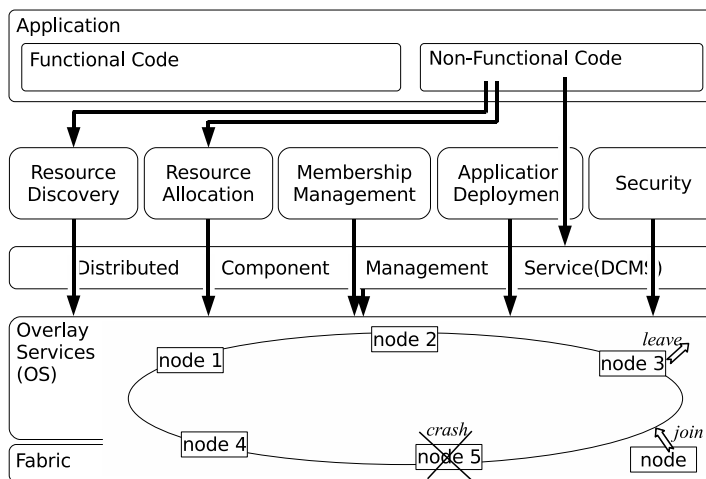 Application
Functional Code
Non-Functional Code
Resource
Discovery
Resource
Allocation
Membership
Management
Application
Deployment
Security
Distributed Component Management Service(DCMS)
Overlay
Services
(OS)
node 1
node 2
node 3
leave
node 4
crash
node 5
join
node
Fabric